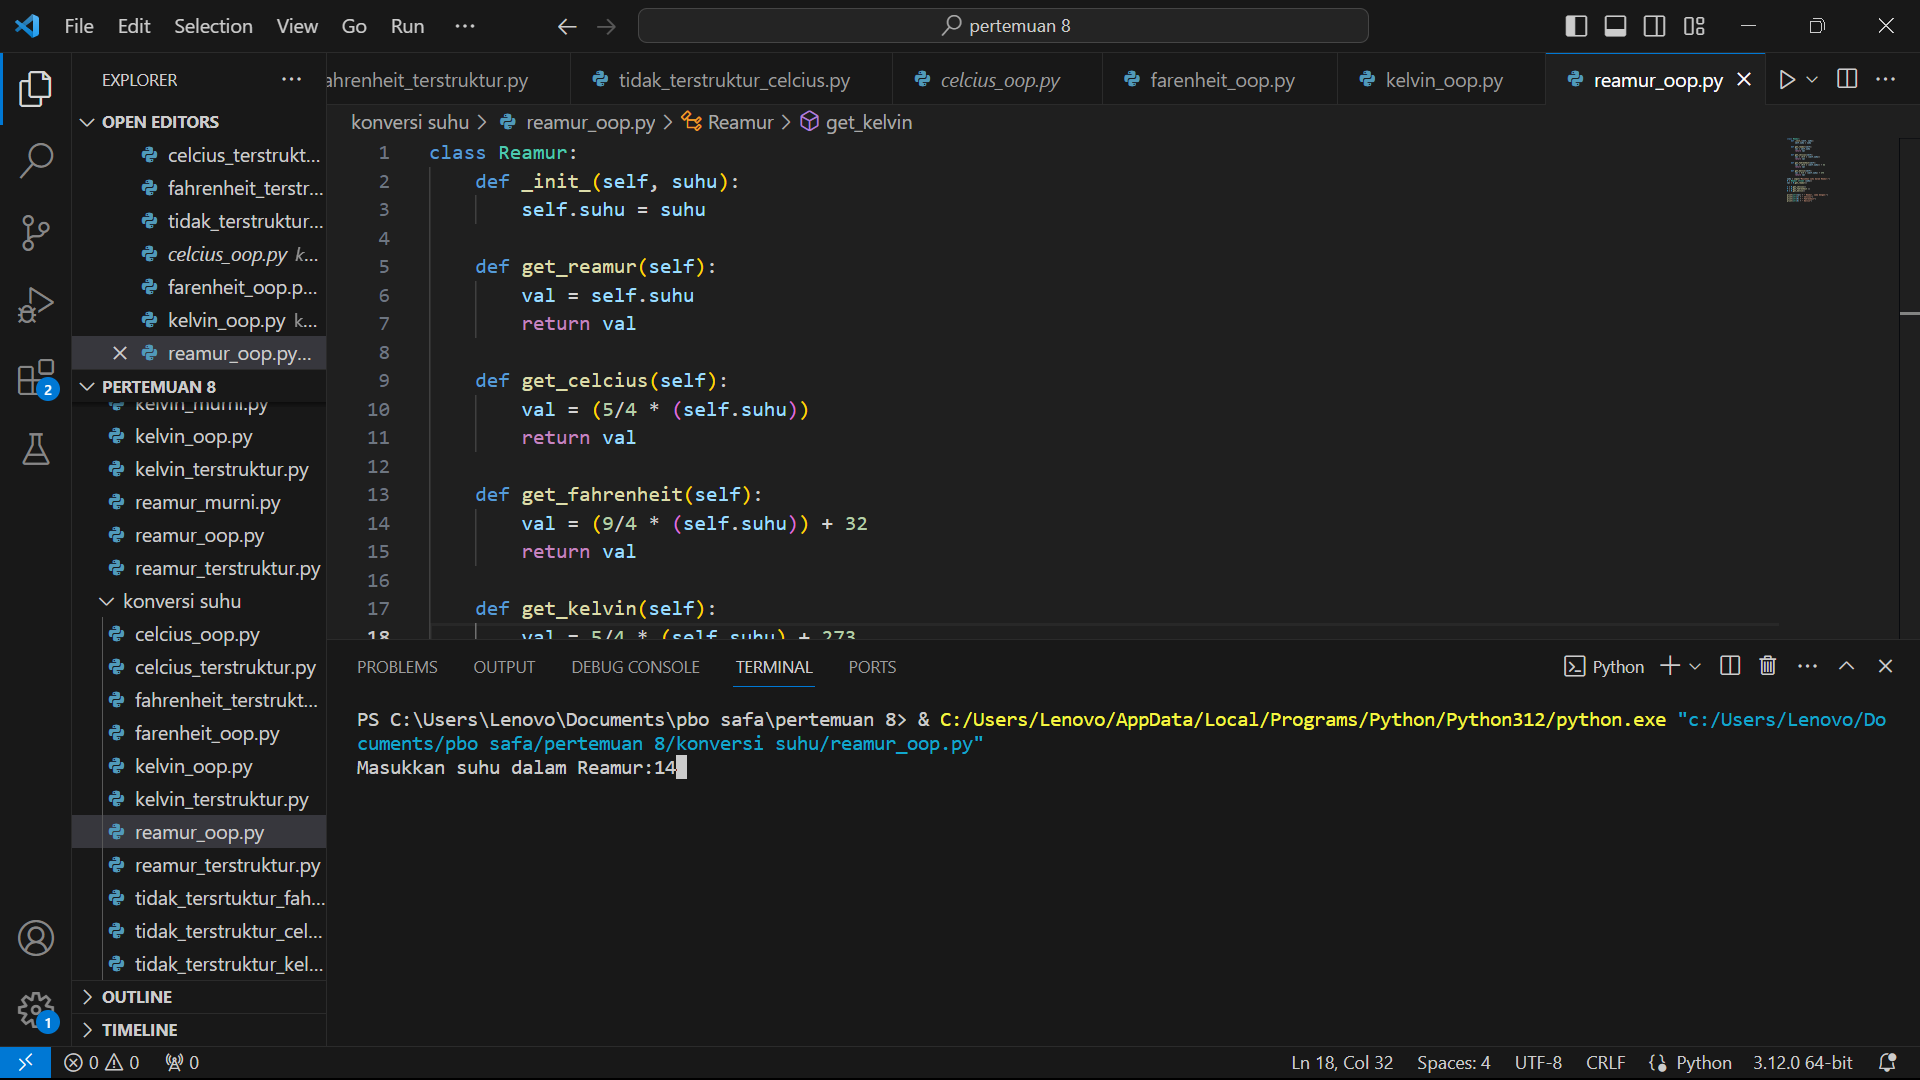 File Edit Selection View Go Run ··· pertemuan 8
EXPLORER ···
OPEN EDITORS
celcius_terstrukt...
fahrenheit_terstr...
tidak_terstruktur...
celcius_oop.py k...
farenheit_oop.p...
kelvin_oop.py k...
reamur_oop.py...
PERTEMUAN 8
kelvin_murni.py
kelvin_oop.py
kelvin_terstruktur.py
reamur_murni.py
reamur_oop.py
reamur_terstruktur.py
konversi suhu
celcius_oop.py
celcius_terstruktur.py
fahrenheit_terstrukt...
farenheit_oop.py
kelvin_oop.py
kelvin_terstruktur.py
reamur_oop.py
reamur_terstruktur.py
tidak_tersrtuktur_fah...
tidak_terstruktur_cel...
tidak_terstruktur_kel...
OUTLINE
TIMELINE
2
1
ahrenheit_terstruktur.py tidak_terstruktur_celcius.py celcius_oop.py farenheit_oop.py kelvin_oop.py reamur_oop.py
konversi suhu > reamur_oop.py > Reamur > get_kelvin
1 class Reamur:
2 def _init_(self, suhu):
3 self.suhu = suhu
4
5 def get_reamur(self):
6 val = self.suhu
7 return val
8
9 def get_celcius(self):
10 val = (5/4 * (self.suhu))
11 return val
12
13 def get_fahrenheit(self):
14 val = (9/4 * (self.suhu)) + 32
15 return val
16
17 def get_kelvin(self):
18 val = 5/4 * (self.suhu) + 273
PROBLEMS OUTPUT DEBUG CONSOLE TERMINAL PORTS Python
PS C:\Users\Lenovo\Documents\pbo safa\pertemuan 8> & C:/Users/Lenovo/AppData/Local/Programs/Python/Python312/python.exe "c:/Users/Lenovo/Do
cuments/pbo safa/pertemuan 8/konversi suhu/reamur_oop.py"
Masukkan suhu dalam Reamur:14
0 0 0 Ln 18, Col 32 Spaces: 4 UTF-8 CRLF Python 3.12.0 64-bit